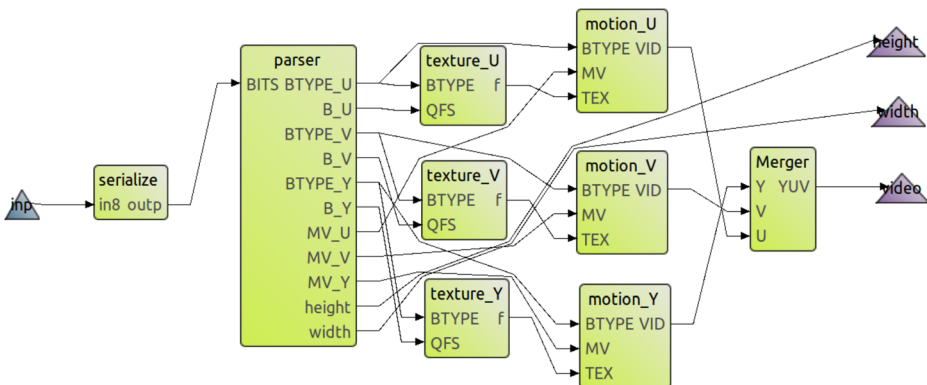 inp
serialize
in8 outp
parser
BITS BTYPE_U
B_U
BTYPE_V
B_V
BTYPE_Y
B_Y
MV_U
MV_V
MV_Y
height
width
texture_U
BTYPE f
QFS
texture_V
BTYPE f
QFS
texture_Y
BTYPE f
QFS
motion_U
BTYPE VID
MV
TEX
motion_V
BTYPE VID
MV
TEX
motion_Y
BTYPE VID
MV
TEX
Merger
Y YUV
V
U
height
width
video